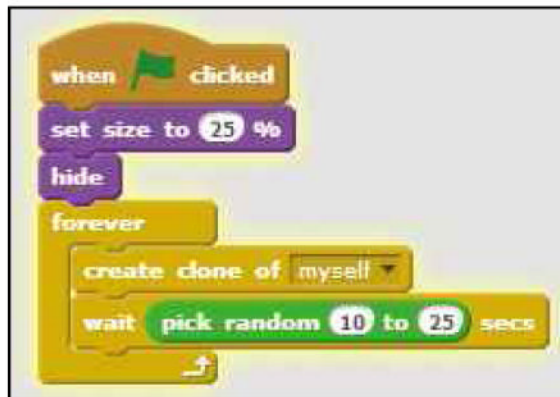 when clicked
set size to 25 %
hide
forever
create clone of myself
wait pick random 10 to 25 secs